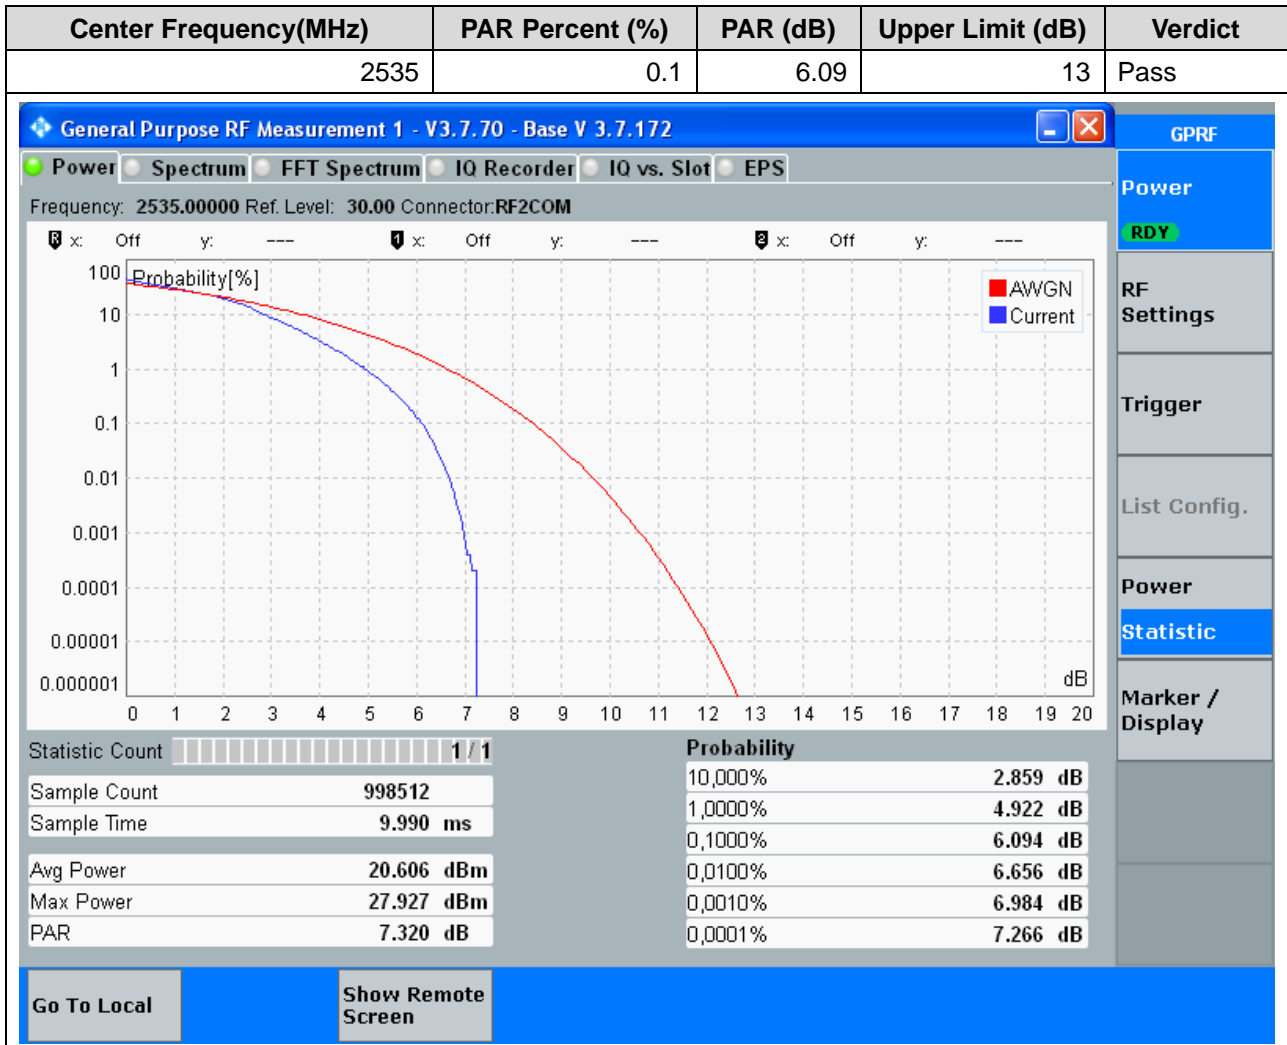 Center Frequency(MHz) PAR Percent (%) PAR (dB) Upper Limit (dB) Verdict
2535 0.1 6.09 13 Pass
General Purpose RF Measurement 1 - V3.7.70 - Base V 3.7.172
GPRF
Power Spectrum FFT Spectrum IQ Recorder IQ vs. Slot EPS
Power
RDY
Frequency: 2535.00000 Ref. Level: 30.00 Connector:RF2COM
R x: Off y: --- 1 x: Off y: --- 2 x: Off y: ---
Probability[%]
100
10
1
0.1
0.01
0.001
0.0001
0.00001
0.000001
AWGN
Current
dB
0 1 2 3 4 5 6 7 8 9 10 11 12 13 14 15 16 17 18 19 20
RF
Settings
Trigger
List Config.
Power
Statistic
Marker /
Display
Statistic Count 1 / 1
Sample Count 998512
Sample Time 9.990 ms
Avg Power 20.606 dBm
Max Power 27.927 dBm
PAR 7.320 dB
Probability
10,000% 2.859 dB
1,0000% 4.922 dB
0,1000% 6.094 dB
0,0100% 6.656 dB
0,0010% 6.984 dB
0,0001% 7.266 dB
Go To Local
Show Remote
Screen